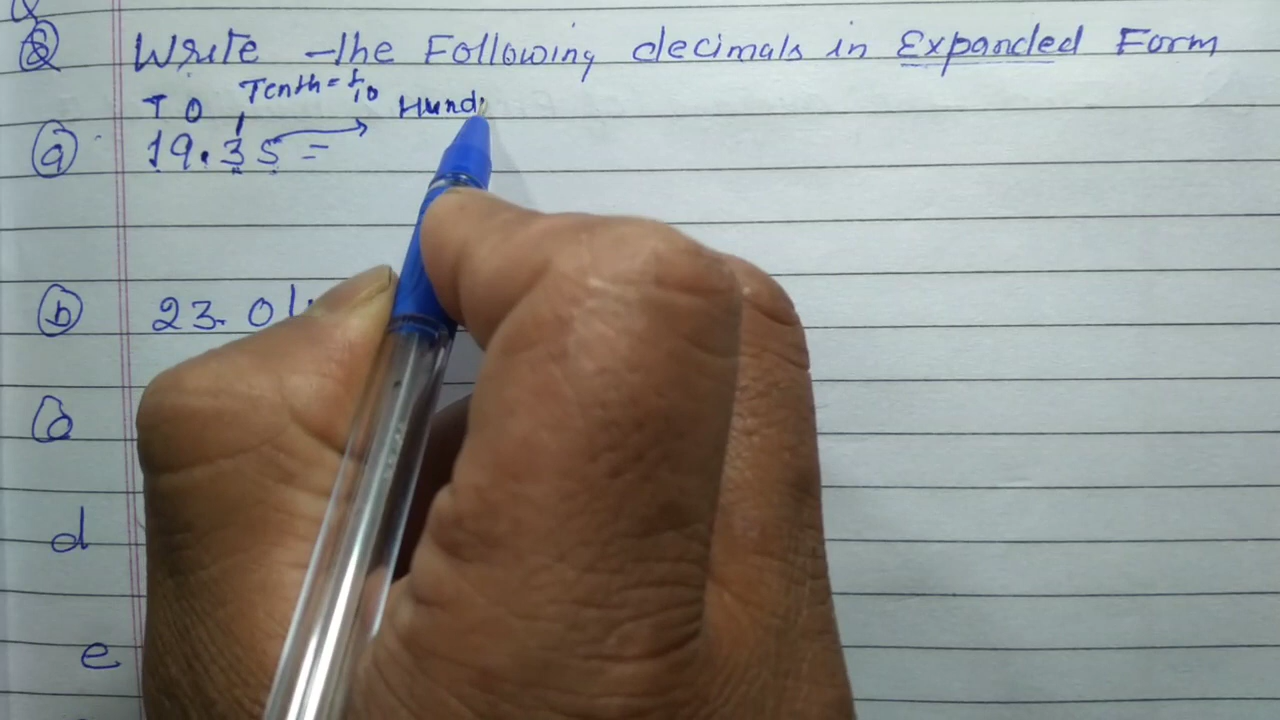 Q Write the Following decimals in Expanded Form
T O Tenth = 1/10 Hund
(a) 19.35 =
(b) 23.0
d
e